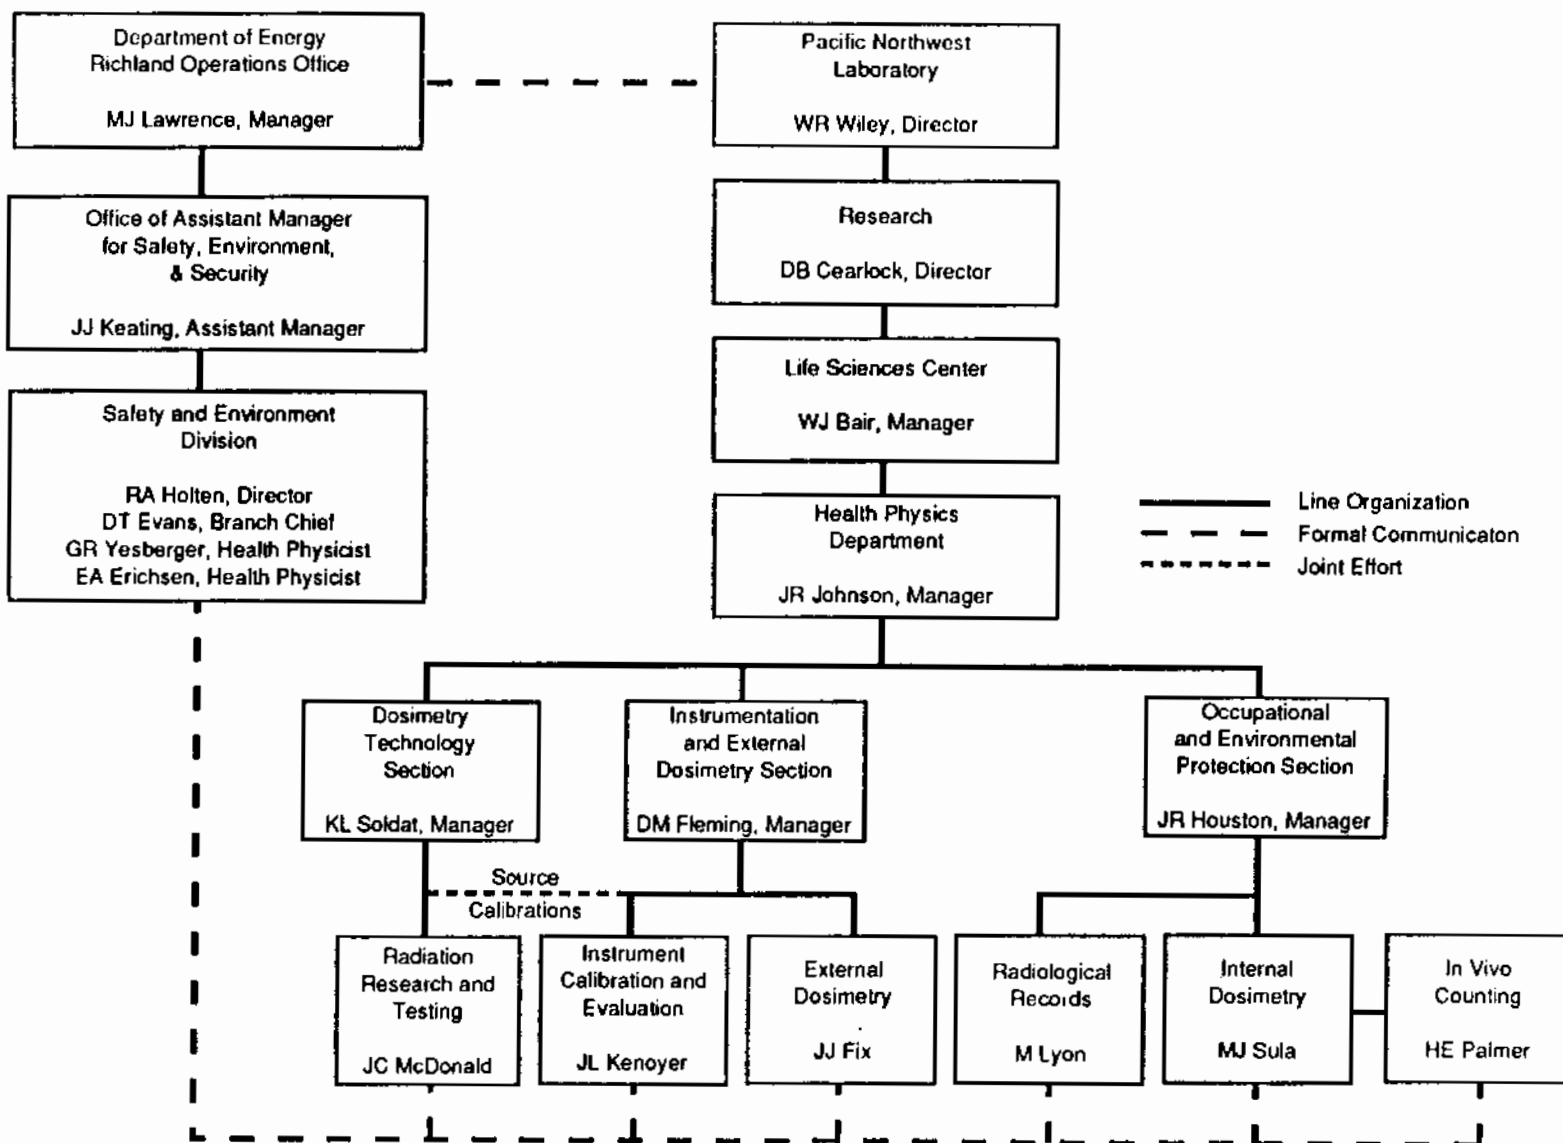 Department of Energy
Richland Operations Office
MJ Lawrence, Manager
Pacific Northwest
Laboratory
WR Wiley, Director
Office of Assistant Manager
for Safety, Environment,
& Security
JJ Keating, Assistant Manager
Research
DB Cearlock, Director
Safety and Environment
Division
RA Holten, Director
DT Evans, Branch Chief
GR Yesberger, Health Physicist
EA Erichsen, Health Physicist
Life Sciences Center
WJ Bair, Manager
Health Physics
Department
JR Johnson, Manager
Line Organization
Formal Communicaton
Joint Effort
Dosimetry
Technology
Section
KL Soldat, Manager
Instrumentation
and External
Dosimetry Section
DM Fleming, Manager
Occupational
and Environmental
Protection Section
JR Houston, Manager
Source
Calibrations
Radiation
Research and
Testing
JC McDonald
Instrument
Calibration and
Evaluation
JL Kenoyer
External
Dosimetry
JJ Fix
Radiological
Records
M Lyon
Internal
Dosimetry
MJ Sula
In Vivo
Counting
HE Palmer